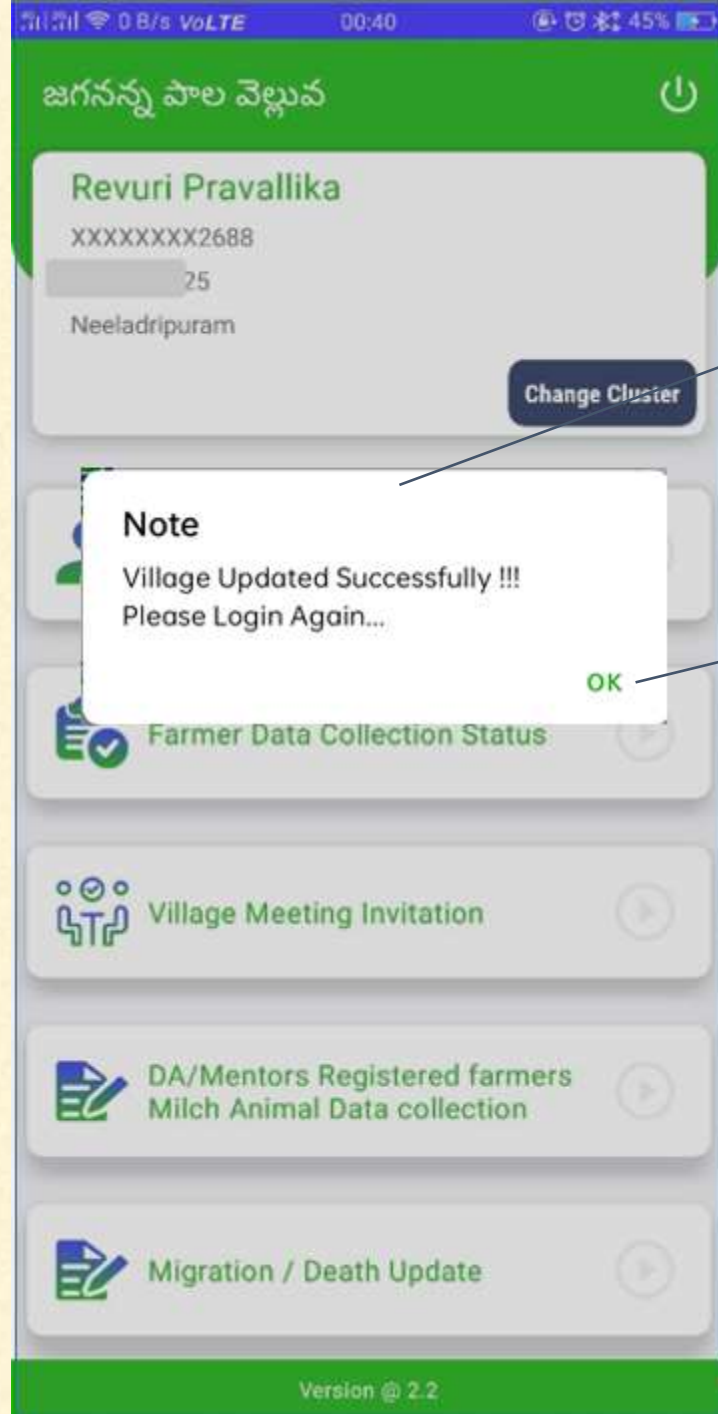 0 B/s VoLTE 00:40 45%
జగనన్న పాల వెల్లువ
Revuri Pravallika
XXXXXXXX2688
25
Neeladripuram
Change Cluster
Note
Village Updated Successfully !!!
Please Login Again...
OK
Farmer Data Collection Status
Village Meeting Invitation
DA/Mentors Registered farmers
Milch Animal Data collection
Migration / Death Update
Version @ 2.2